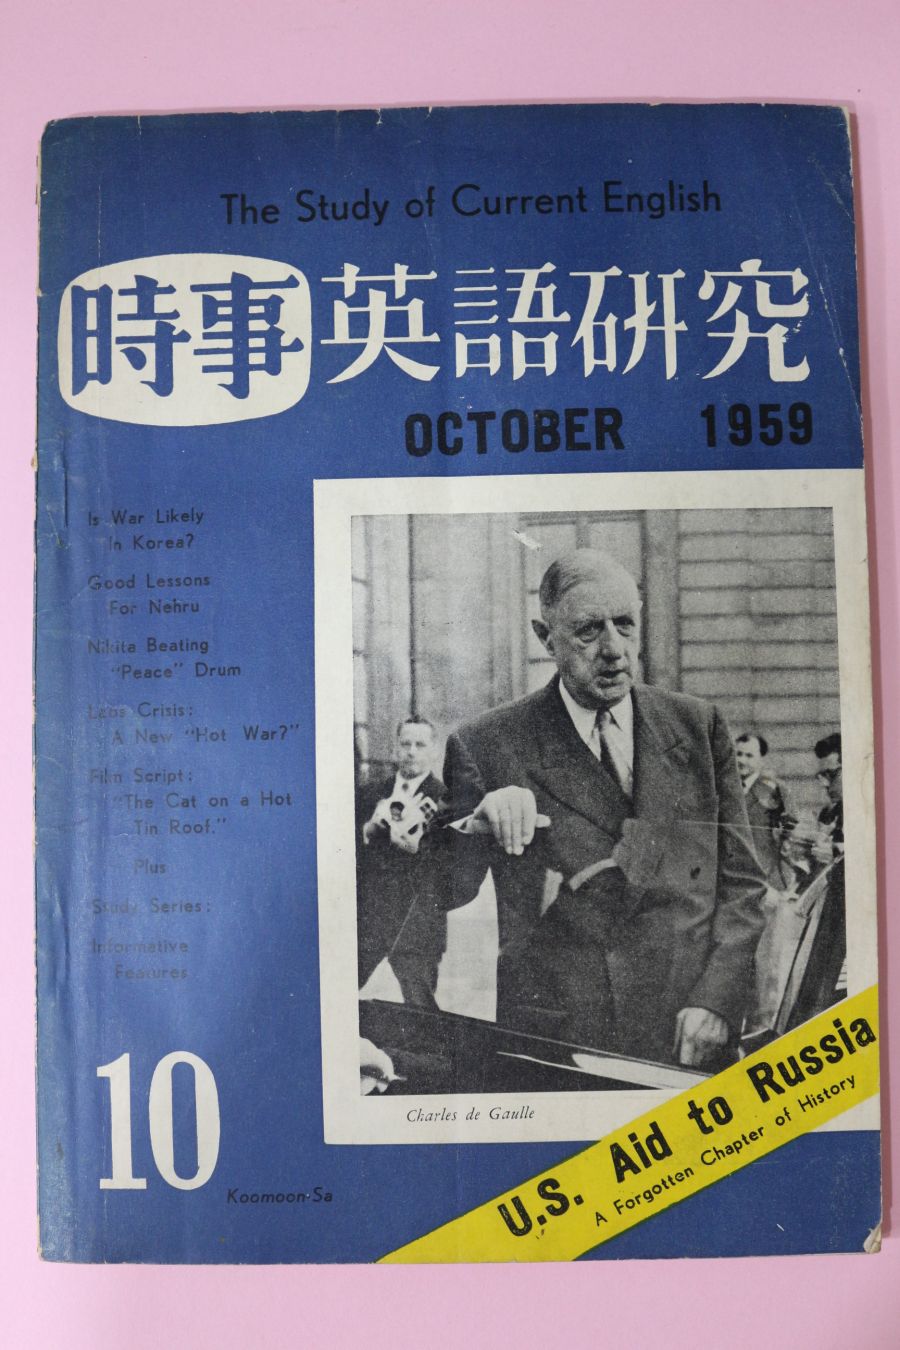 The Study of Current English
時事英語研究
OCTOBER 1959
Is War Likely
In Korea?
Good Lessons
For Nehru
Nikita Beating
"Peace" Drum
Laos Crisis:
A New "Hot War?"
Film Script:
"The Cat on a Hot
Tin Roof."
Plus
Study Series:
Informative
Features
10
Koomoon-Sa
Charles de Gaulle
U.S. Aid to Russia
A Forgotten Chapter of History